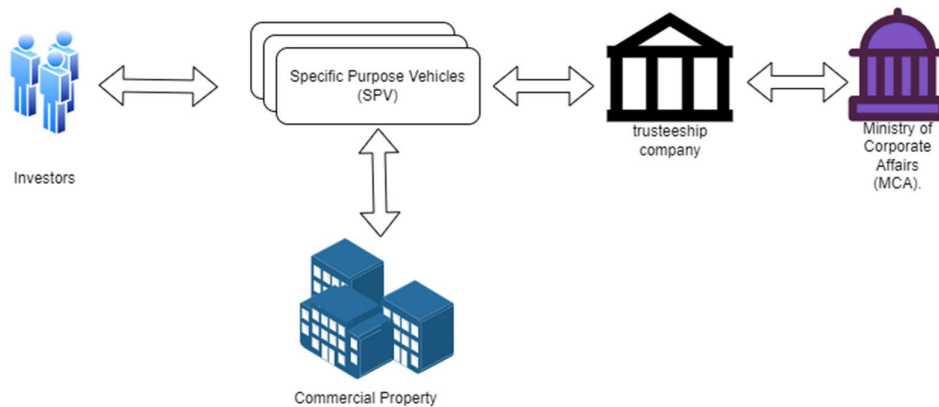 Specific Purpose Vehicles
(SPV)
trusteeship
company
Ministry of
Corporate
Affairs
(MCA).
Investors
Commercial Property